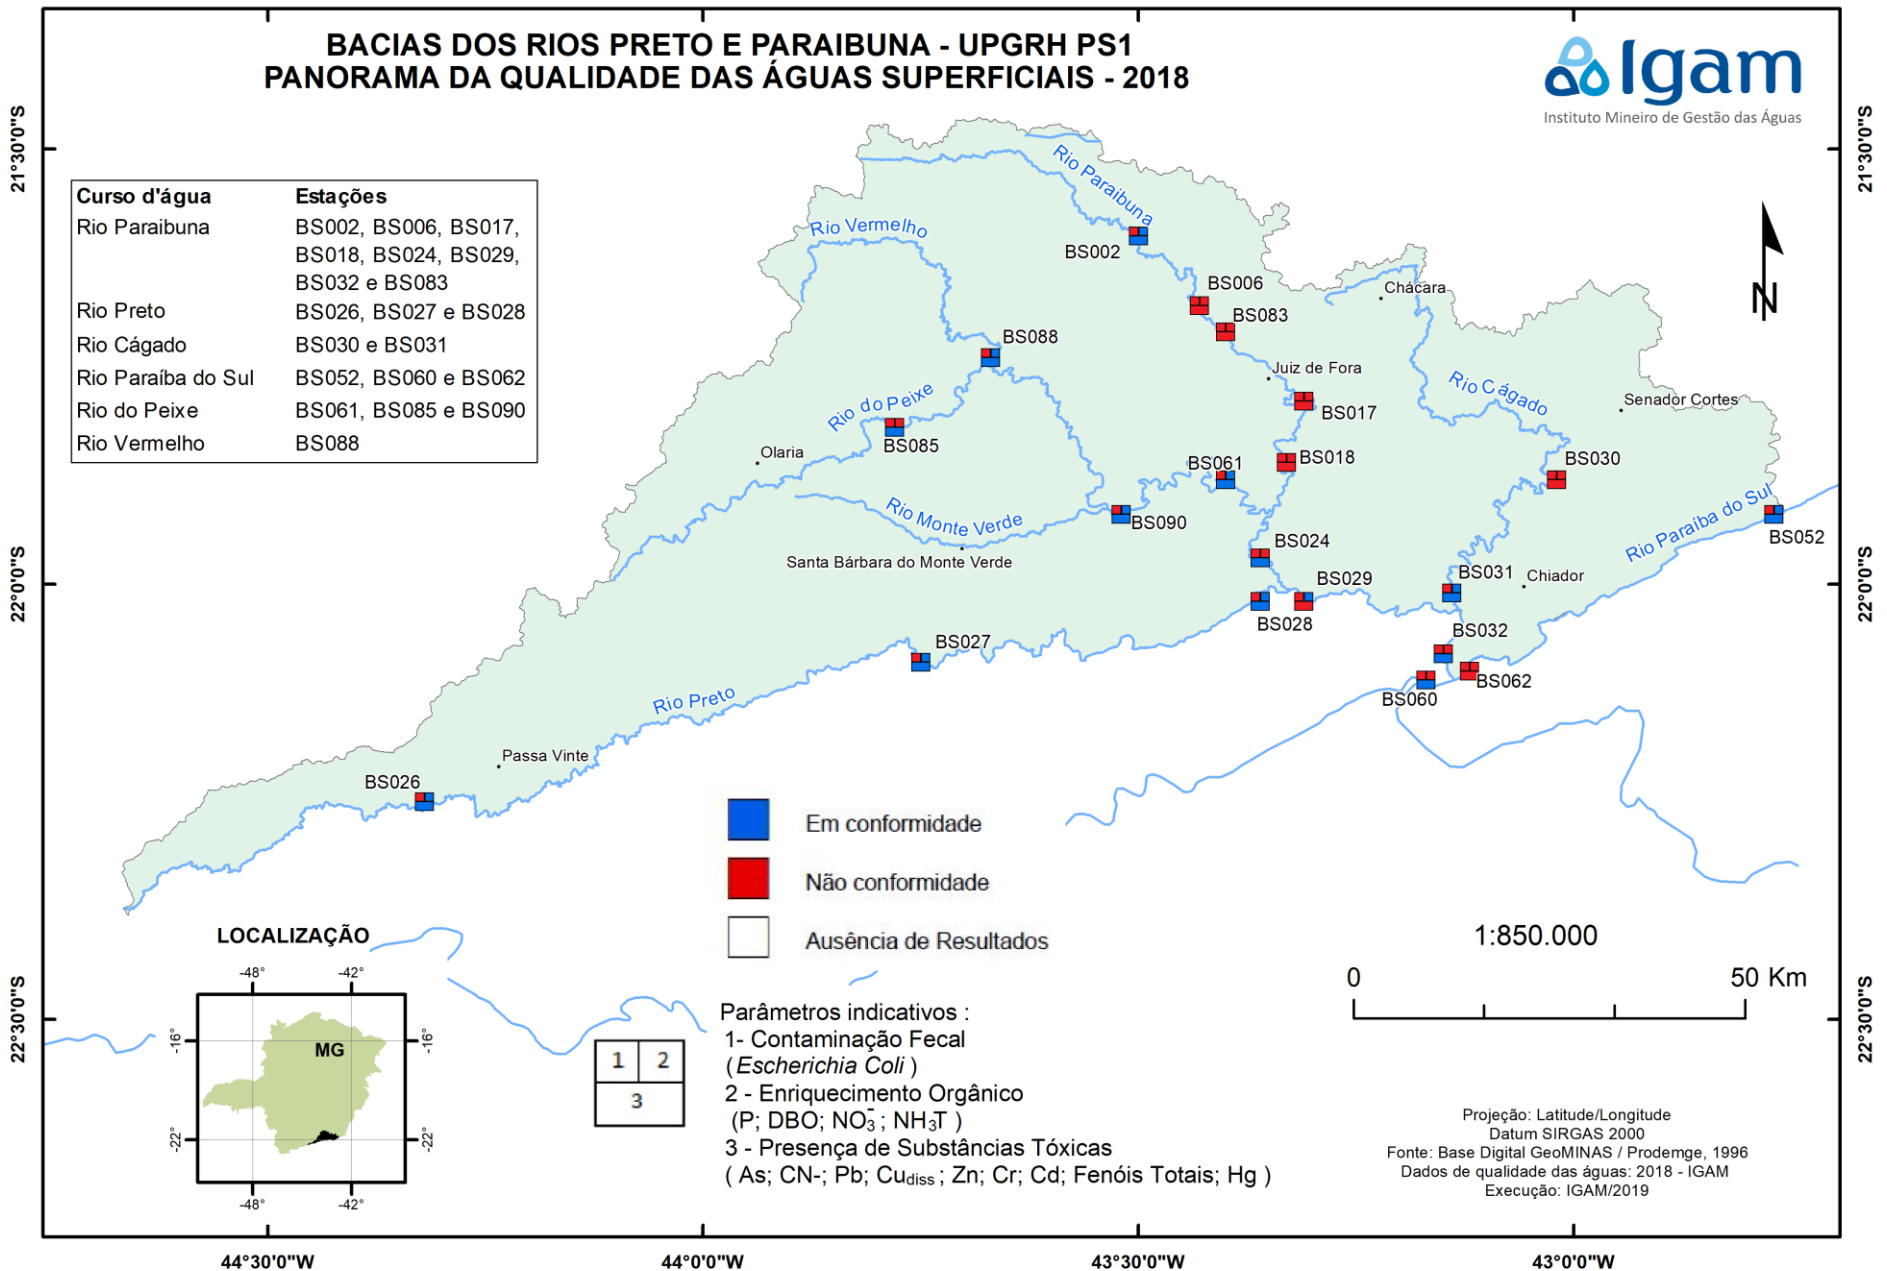 BACIAS DOS RIOS PRETO E PARAIBUNA - UPGRH PS1
PANORAMA DA QUALIDADE DAS ÁGUAS SUPERFICIAIS - 2018
Igam
Instituto Mineiro de Gestão das Águas
Curso d'água Estações
Rio Paraibuna BS002, BS006, BS017,
BS018, BS024, BS029,
BS032 e BS083
Rio Preto BS026, BS027 e BS028
Rio Cágado BS030 e BS031
Rio Paraíba do Sul BS052, BS060 e BS062
Rio do Peixe BS061, BS085 e BS090
Rio Vermelho BS088
N
Rio Paraibuna
Rio Vermelho
BS002
BS006
BS083
Chácara
BS088
Juiz de Fora
Rio do Peixe
Rio Cágado
BS017
Senador Cortes
BS085
Olaria
BS061
BS018
BS030
Rio Monte Verde
BS090
Rio Paraíba do Sul
BS052
Santa Bárbara do Monte Verde
BS024
BS029
BS031
Chiador
BS028
BS032
BS027
BS062
BS060
Rio Preto
Passa Vinte
BS026
Em conformidade
Não conformidade
Ausência de Resultados
LOCALIZAÇÃO
-48° -42°
-16° MG -16°
-22° -22°
-48° -42°
1 2
3
Parâmetros indicativos :
1- Contaminação Fecal
(Escherichia Coli )
2 - Enriquecimento Orgânico
(P; DBO; NO₃⁻ ; NH₃T )
3 - Presença de Substâncias Tóxicas
( As; CN-; Pb; Cudiss ; Zn; Cr; Cd; Fenóis Totais; Hg )
1:850.000
0 50 Km
Projeção: Latitude/Longitude
Datum SIRGAS 2000
Fonte: Base Digital GeoMINAS / Prodemge, 1996
Dados de qualidade das águas: 2018 - IGAM
Execução: IGAM/2019
21°30'0"S
22°0'0"S
22°30'0"S
21°30'0"S
22°0'0"S
22°30'0"S
44°30'0"W 44°0'0"W 43°30'0"W 43°0'0"W